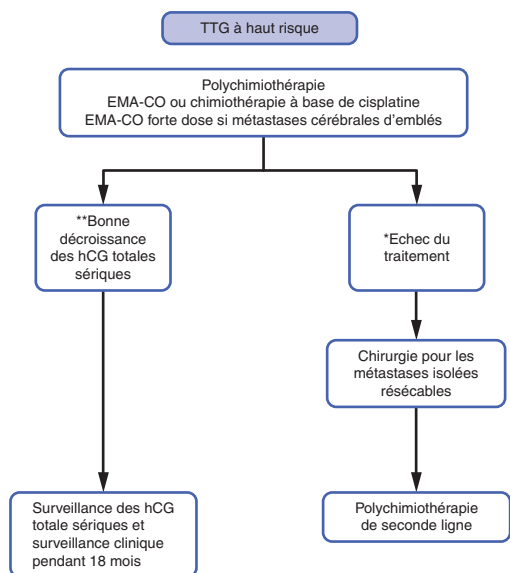 TTG à haut risque
Polychimiothérapie
EMA-CO ou chimiothérapie à base de cisplatine
EMA-CO forte dose si métastases cérébrales d'emblés
**Bonne
décroissance
des hCG totales
sériques
*Echec du
traitement
Chirurgie pour les
métastases isolées
résécables
Surveillance des hCG
totale sériques et
surveillance clinique
pendant 18 mois
Polychimiothérapie
de seconde ligne